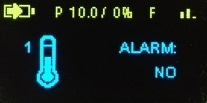 P 10.0/ 0% F
1 ALARM:
NO